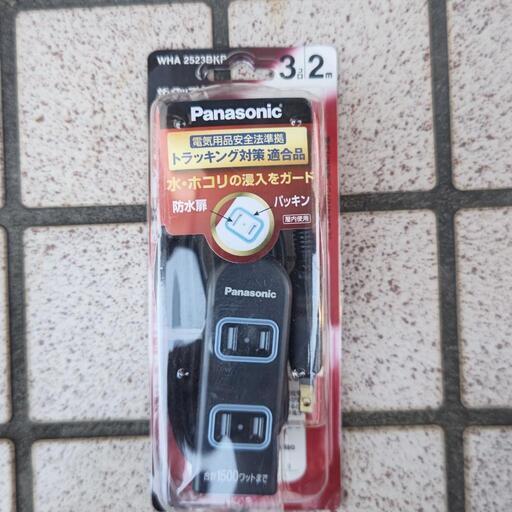 WHA 2523BKP
3コロ 2m
Panasonic
電気用品安全法準拠
トラッキング対策 適合品
水・ホコリの浸入をガード
防水扉 パッキン
屋内使用
Panasonic
合計1500ワットまで